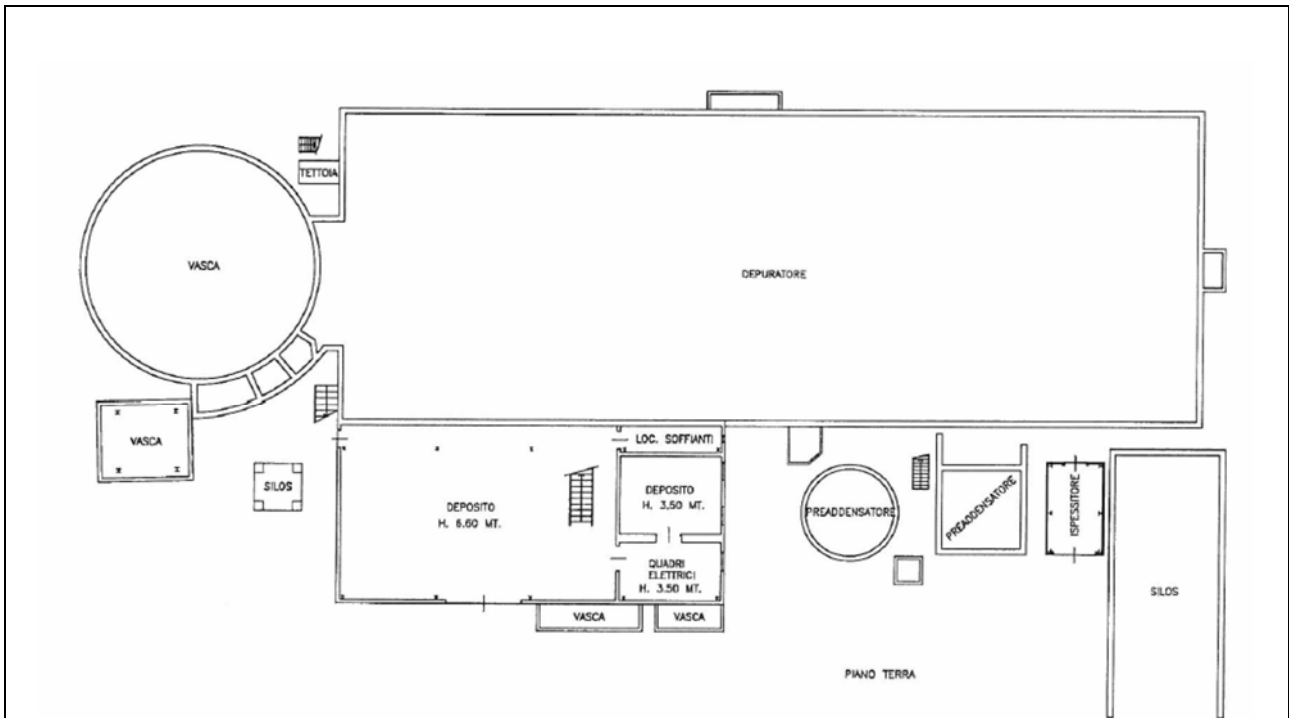 TETTOIA
VASCA
DEPURATORE
VASCA
SILOS
LOC. SOFFIANTI
DEPOSITO
H. 6.60 MT.
DEPOSITO
H. 3.50 MT.
QUADRI
ELETTRICI
H. 3.50 MT.
PREADDENSATORE
PREADDENSATORE
ISPESSITORE
SILOS
VASCA
VASCA
PIANO TERRA